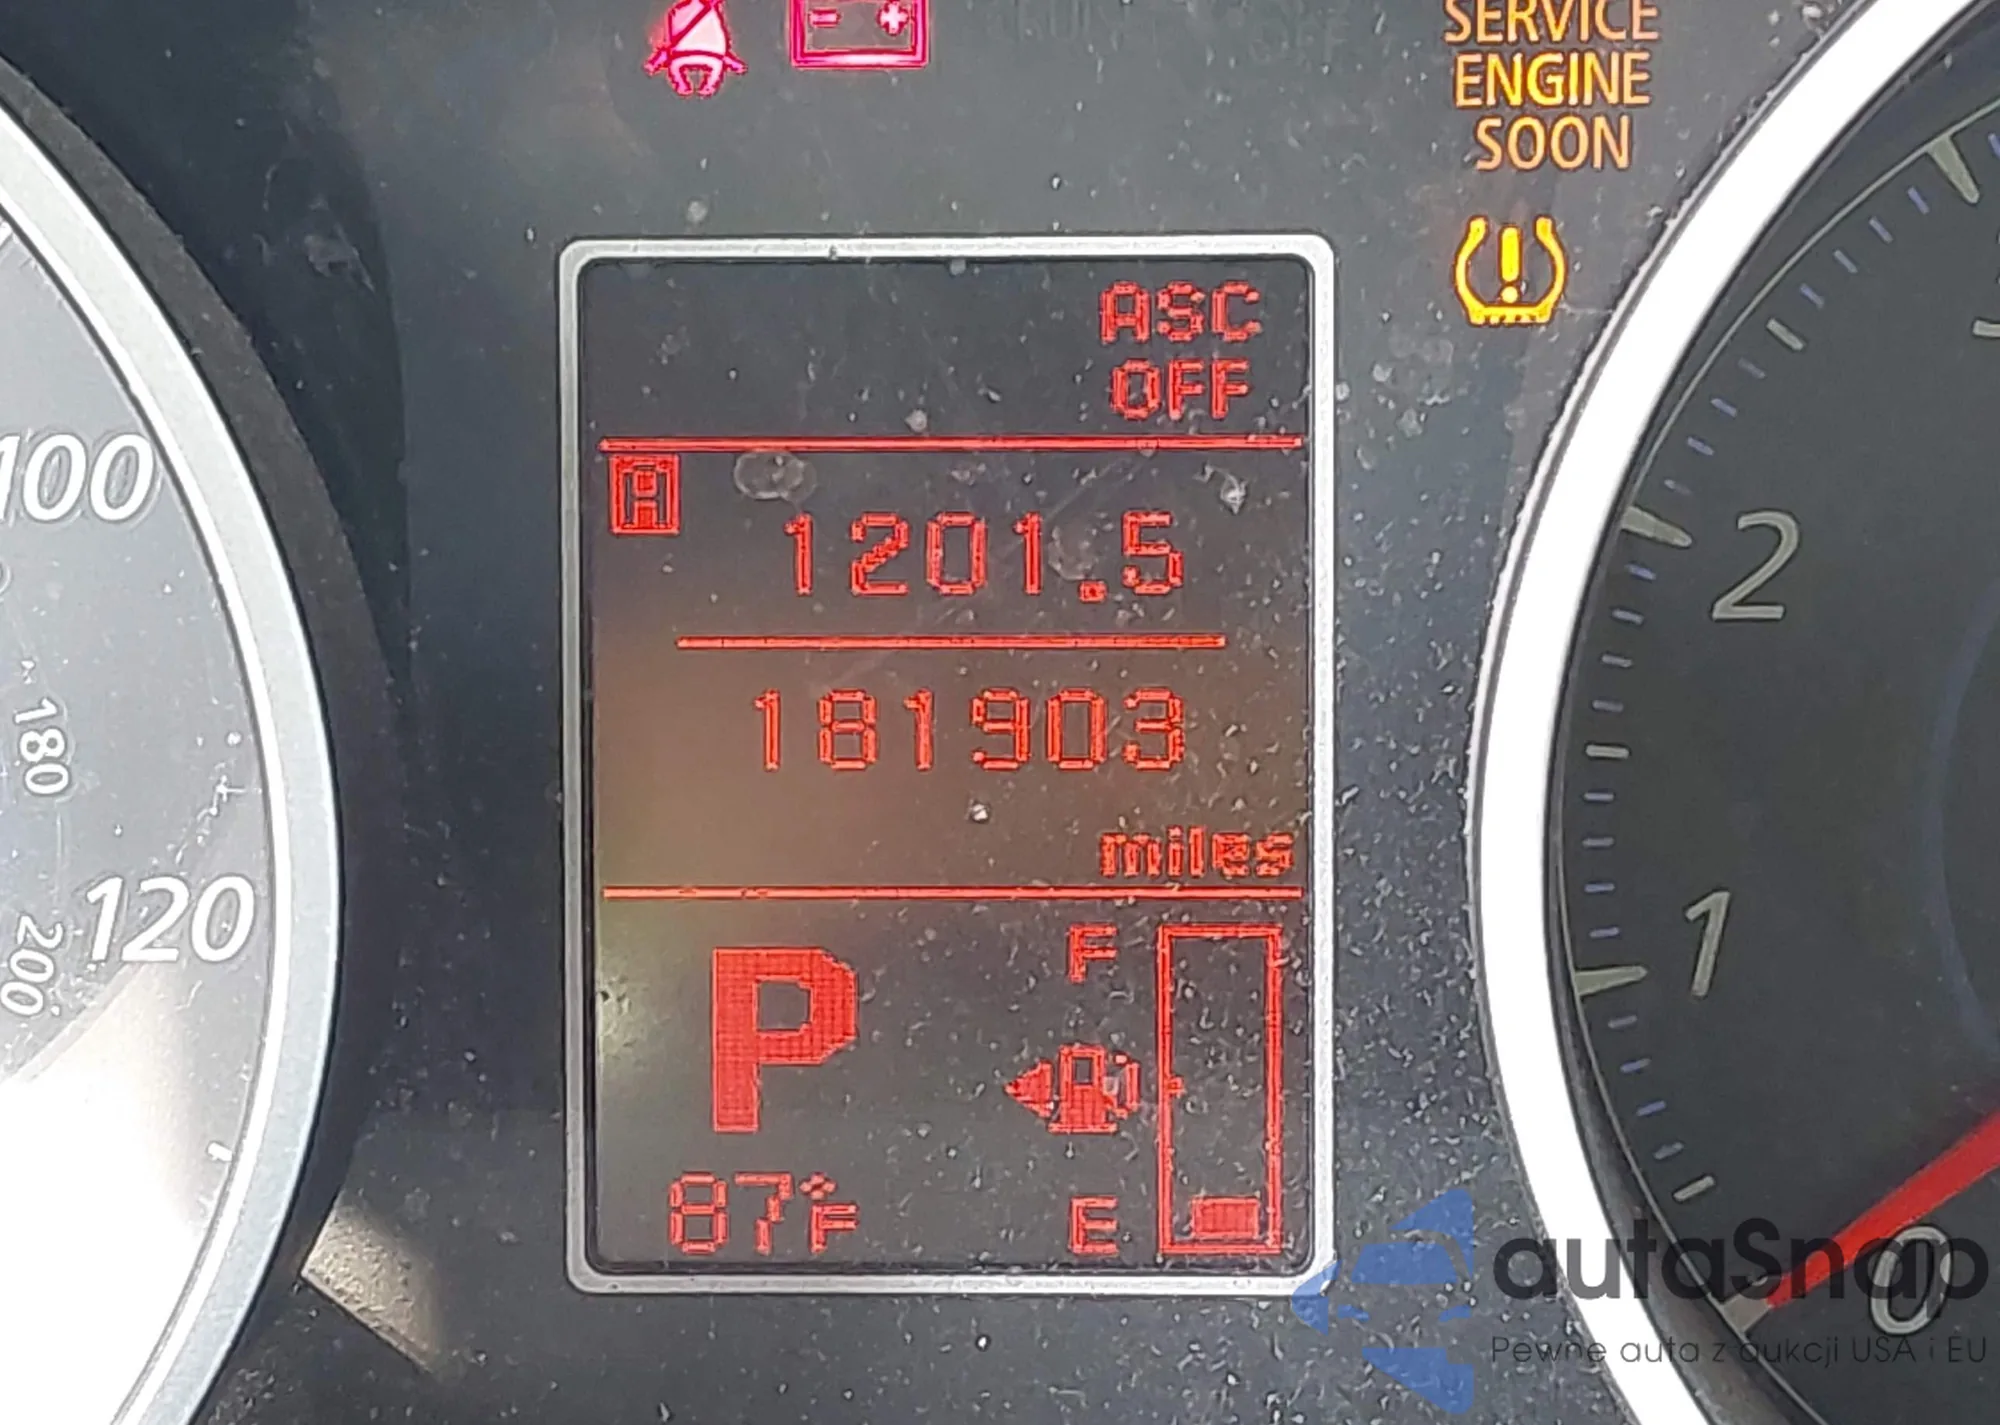 - +
SERVICE
ENGINE
SOON
ASC
OFF
A
1201.5
181903
miles
P
F
E
87°F
100
180
120
200
2
1
0
autaSnap
Pewne auta z aukcji USA i EU